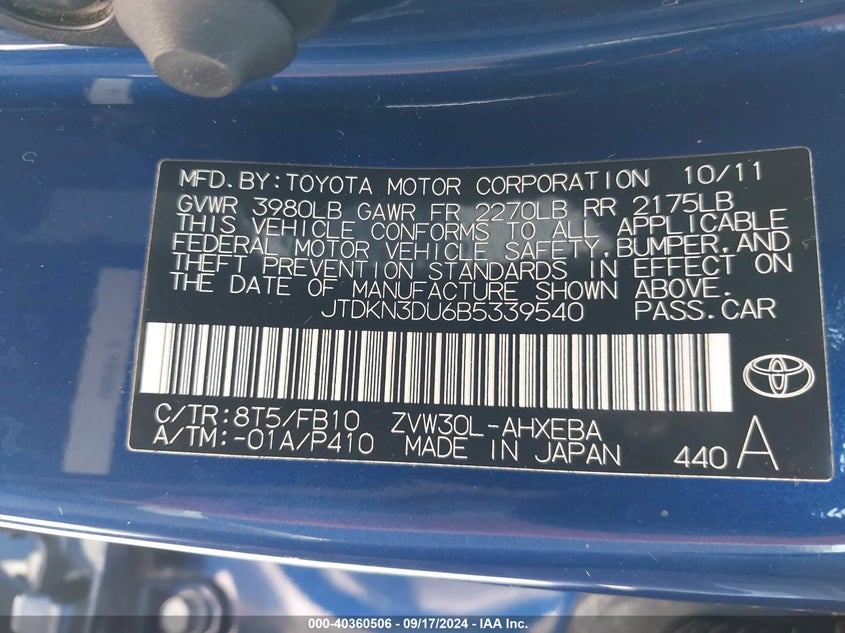 MFD.BY:TOYOTA MOTOR CORPORATION 10/11
GVWR 3980LB GAWR FR 2270LB RR 2175LB
THIS VEHICLE CONFORMS TO ALL APPLICABLE
FEDERAL MOTOR VEHICLE SAFETY,BUMPER,AND
THEFT PREVENTION STANDARDS IN EFFECT ON
THE DATE OF MANUFACTURE SHOWN ABOVE.
JTDKN3DU6B5339540 PASS.CAR
C/TR:8T5/FB10 ZVW30L-AHXEBA
A/TM:-01A/P410 MADE IN JAPAN 440 A
000-40360506 - 09/17/2024 - IAA Inc.